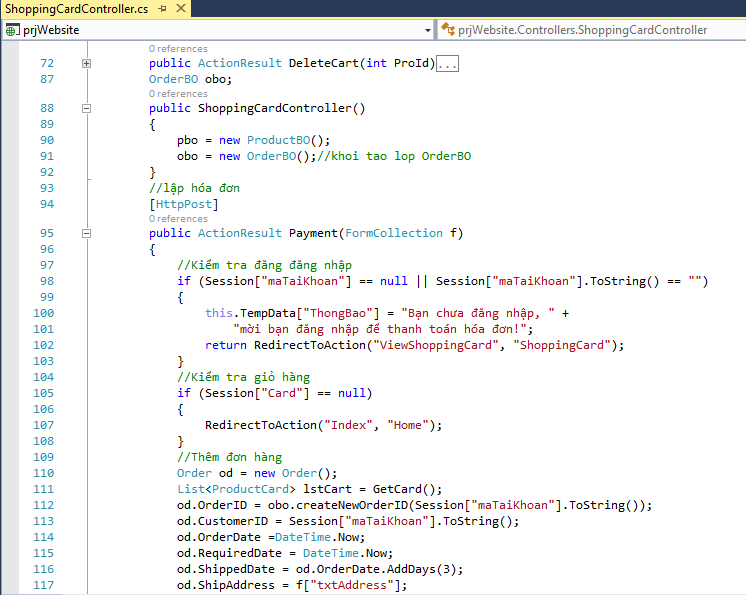 ShoppingCardController.cs
prjWebsite prjWebsite.Controllers.ShoppingCardController
0 references
72 public ActionResult DeleteCart(int ProId)...
87 OrderBO obo;
0 references
88 public ShoppingCardController()
89 {
90 pbo = new ProductBO();
91 obo = new OrderBO();//khoi tao lop OrderBO
92 }
93 //lập hóa đơn
94 [HttpPost]
0 references
95 public ActionResult Payment(FormCollection f)
96 {
97 //Kiểm tra đăng đăng nhập
98 if (Session["maTaiKhoan"] == null || Session["maTaiKhoan"].ToString() == "")
99 {
100 this.TempData["ThongBao"] = "Bạn chưa đăng nhập, " +
101 "mời bạn đăng nhập để thanh toán hóa đơn!";
102 return RedirectToAction("ViewShoppingCard", "ShoppingCard");
103 }
104 //Kiểm tra giỏ hàng
105 if (Session["Card"] == null)
106 {
107 RedirectToAction("Index", "Home");
108 }
109 //Thêm đơn hàng
110 Order od = new Order();
111 List<ProductCard> lstCart = GetCard();
112 od.OrderID = obo.createNewOrderID(Session["maTaiKhoan"].ToString());
113 od.CustomerID = Session["maTaiKhoan"].ToString();
114 od.OrderDate =DateTime.Now;
115 od.RequiredDate = DateTime.Now;
116 od.ShippedDate = od.OrderDate.AddDays(3);
117 od.ShipAddress = f["txtAddress"];